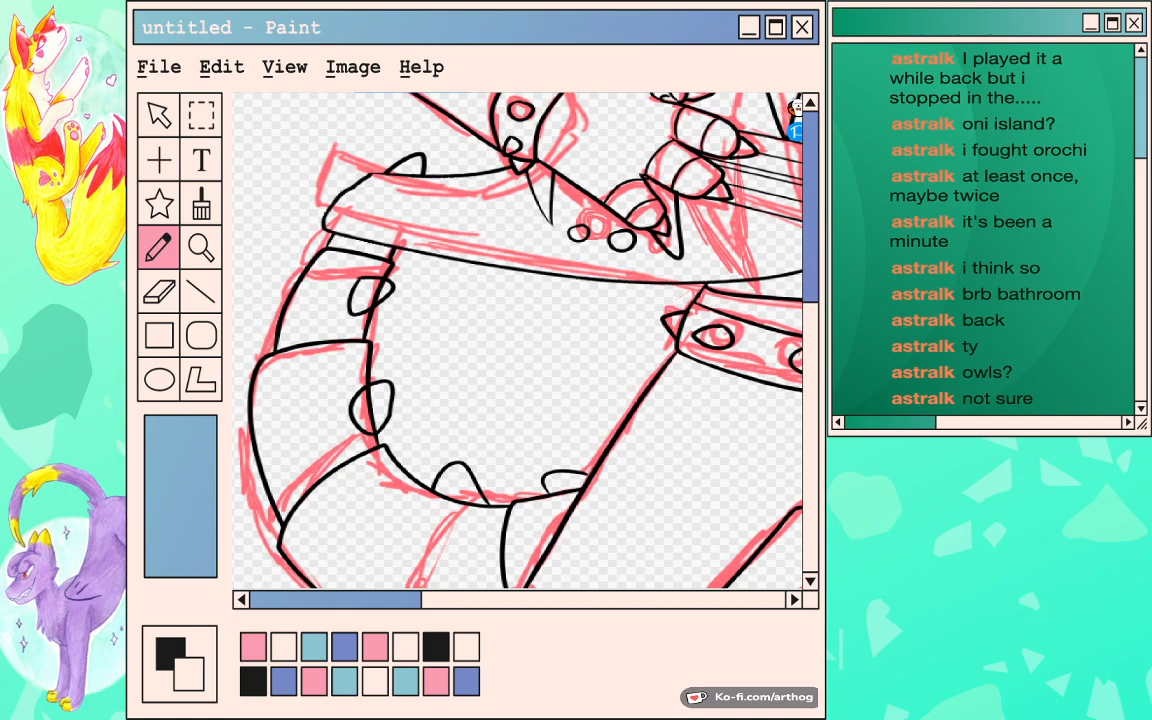 untitled - Paint
File Edit View Image Help
T
astralk I played it a
while back but i
stopped in the.....
astralk oni island?
astralk i fought orochi
astralk at least once,
maybe twice
astralk it's been a
minute
astralk i think so
astralk brb bathroom
astralk back
astralk ty
astralk owls?
astralk not sure
Ko-fi.com/arthog